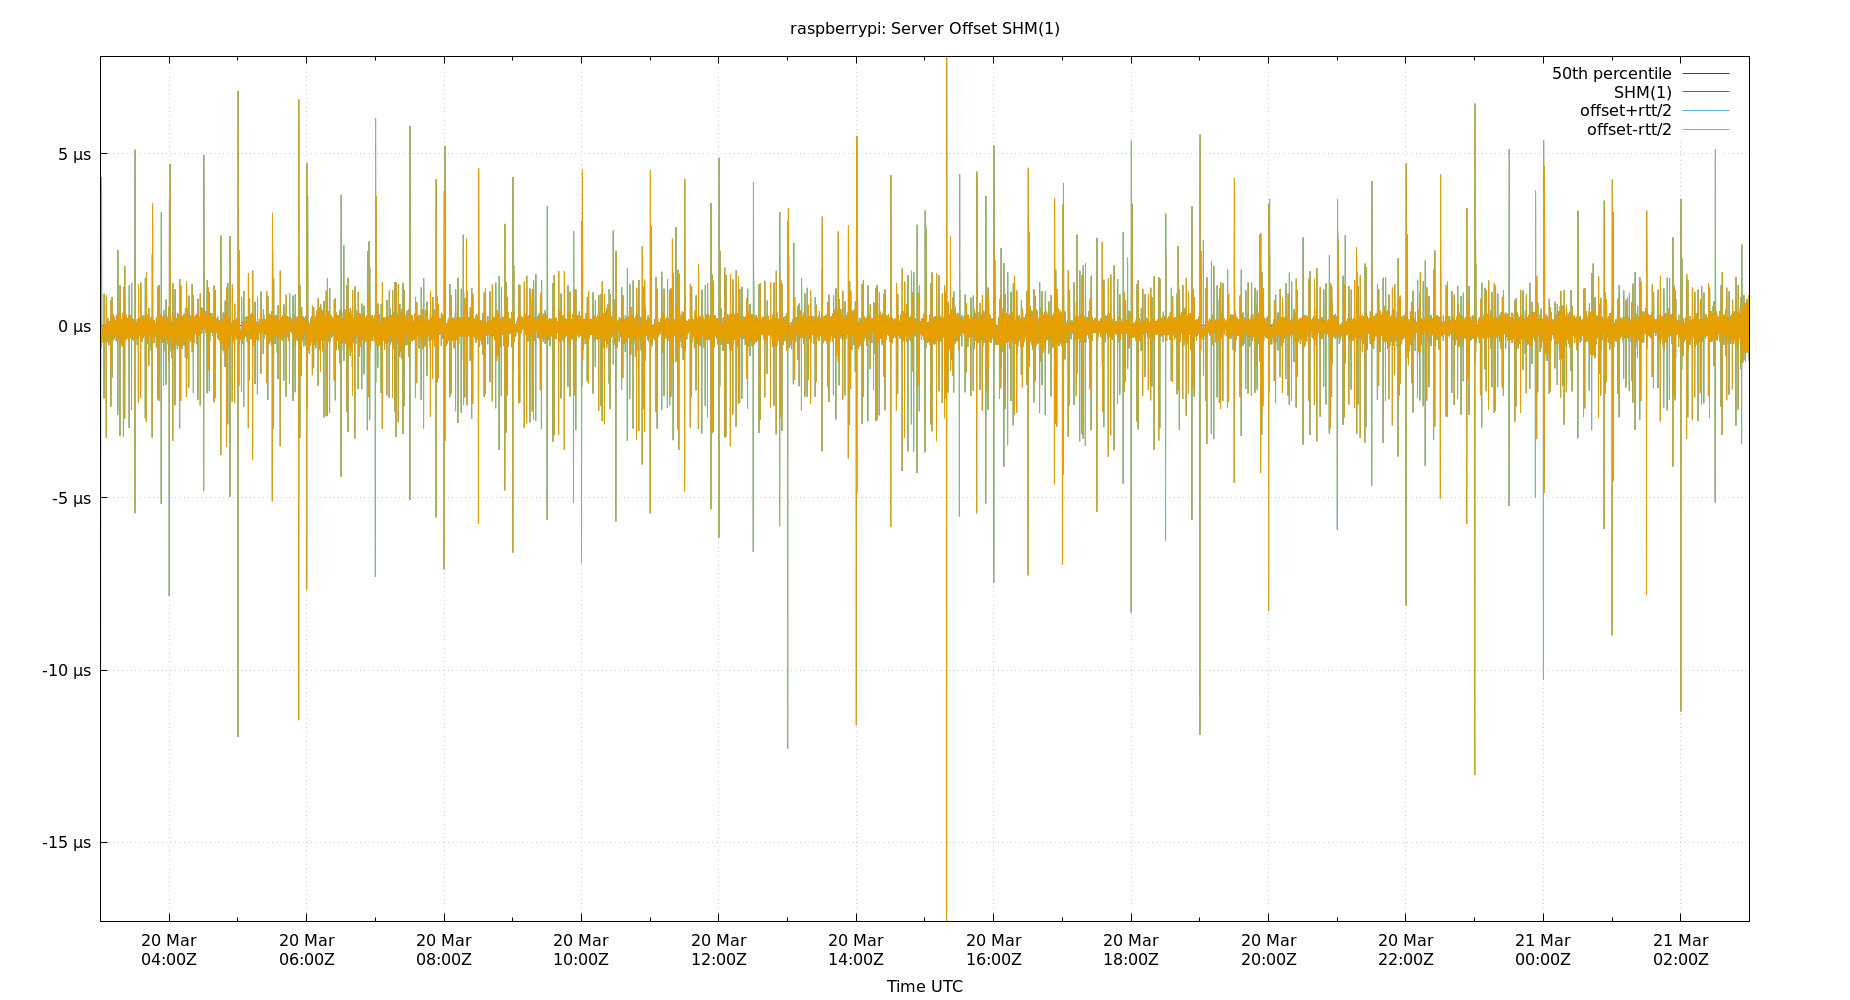 raspberrypi: Server Offset SHM(1)
50th percentile
SHM(1)
offset+rtt/2
offset-rtt/2
5 µs
0 µs
-5 µs
-10 µs
-15 µs
20 Mar 20 Mar 20 Mar 20 Mar 20 Mar 20 Mar 20 Mar 20 Mar 20 Mar 20 Mar 21 Mar 21 Mar
04:00Z 06:00Z 08:00Z 10:00Z 12:00Z 14:00Z 16:00Z 18:00Z 20:00Z 22:00Z 00:00Z 02:00Z
Time UTC